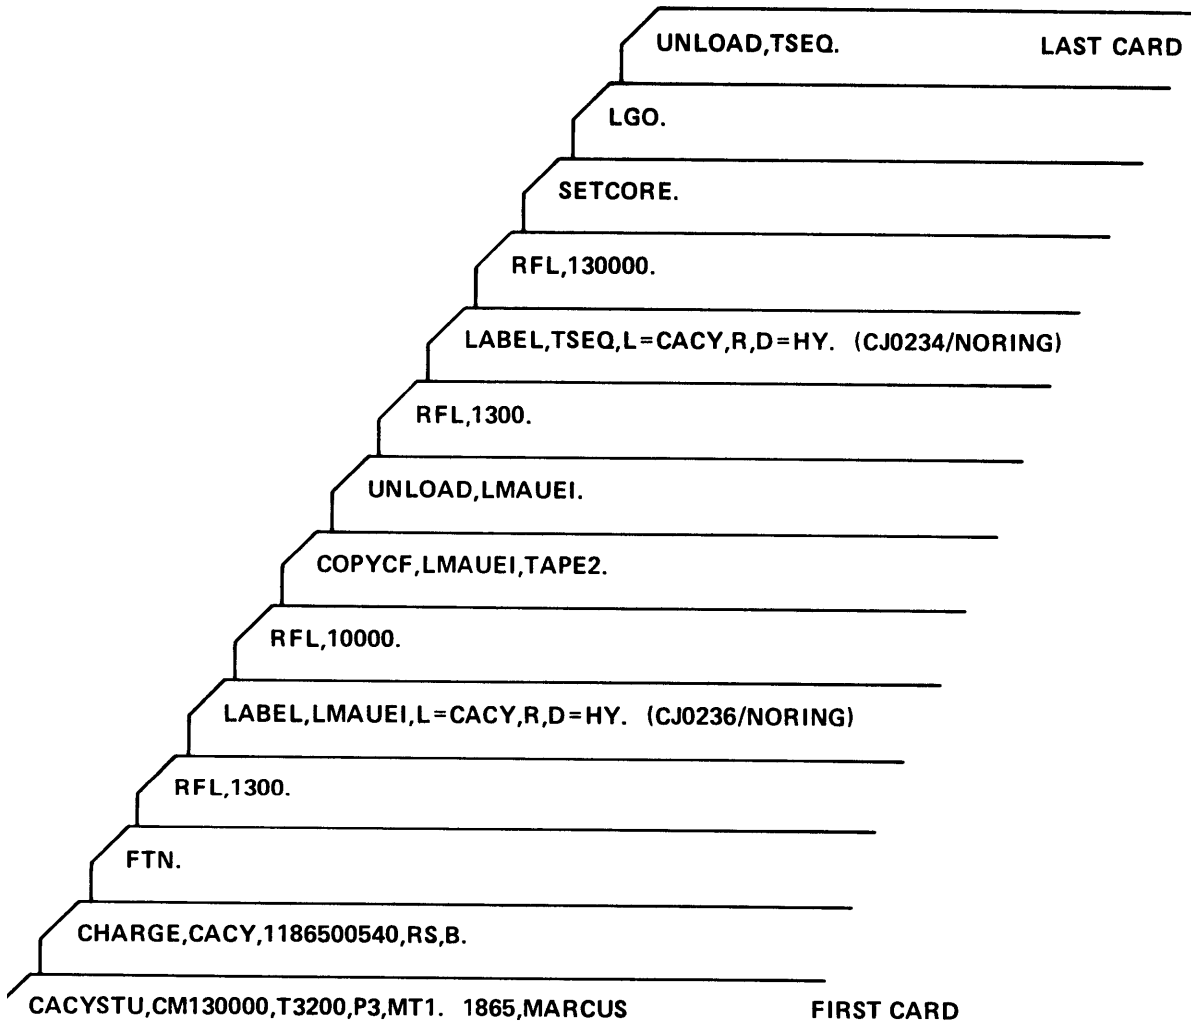 UNLOAD,TSEQ. LAST CARD
LGO.
SETCORE.
RFL,130000.
LABEL,TSEQ,L=CACY,R,D=HY. (CJ0234/NORING)
RFL,1300.
UNLOAD,LMAUEI.
COPYCF,LMAUEI,TAPE2.
RFL,10000.
LABEL,LMAUEI,L=CACY,R,D=HY. (CJ0236/NORING)
RFL,1300.
FTN.
CHARGE,CACY,1186500540,RS,B.
CACYSTU,CM130000,T3200,P3,MT1. 1865,MARCUS FIRST CARD